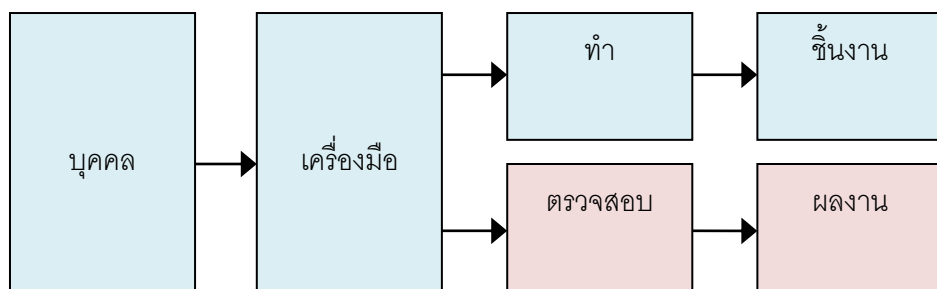 บุคคล
เครื่องมือ
ทำ
ชิ้นงาน
ตรวจสอบ
ผลงาน